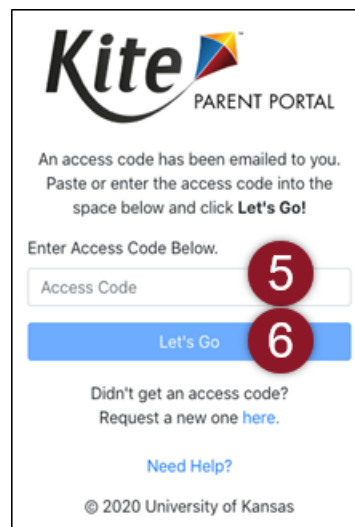 Kite™
PARENT PORTAL
An access code has been emailed to you.
Paste or enter the access code into the
space below and click Let's Go!
Enter Access Code Below.
Access Code 5
Let's Go 6
Didn't get an access code?
Request a new one here.
Need Help?
© 2020 University of Kansas